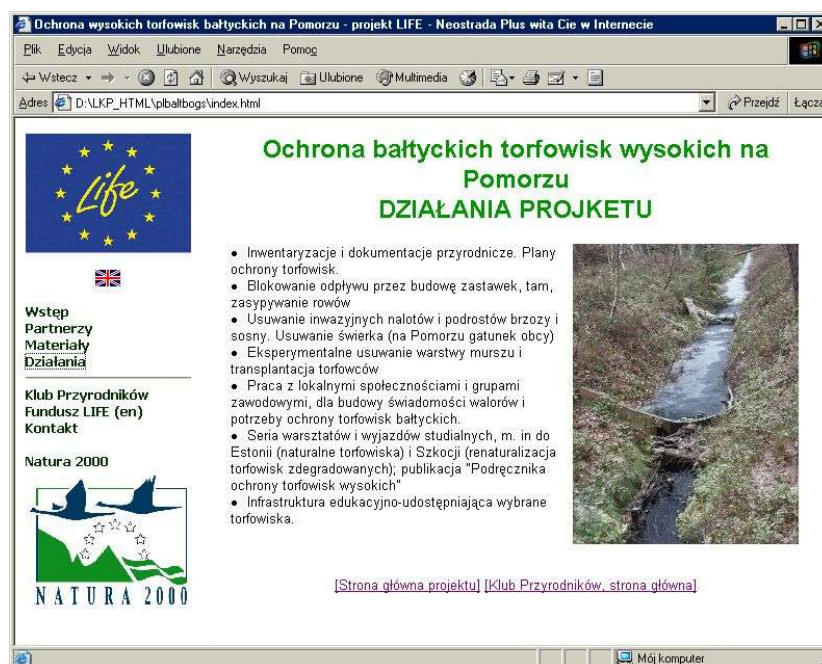 Ochrona wysokich torfowisk bałtyckich na Pomorzu - projekt LIFE - Neostrada Plus wita Cie w Internecie
Plik Edycja Widok Ulubione Narzędzia Pomoc
Wstecz Wyszukaj Ulubione Multimedia
Adres D:\LKP_HTML\plbaltbogs\index.html Przejdź Łącza
Life
Wstęp
Partnerzy
Materiały
Działania
Klub Przyrodników
Fundusz LIFE (en)
Kontakt
Natura 2000
NATURA 2000
Ochrona bałtyckich torfowisk wysokich na
Pomorzu
DZIAŁANIA PROJKETU
● Inwentaryzacje i dokumentacje przyrodnicze. Plany
ochrony torfowisk.
● Blokowanie odpływu przez budowę zastawek, tam,
zasypywanie rowów
● Usuwanie inwazyjnych nalotów i podrostów brzozy i
sosny. Usuwanie świerka (na Pomorzu gatunek obcy)
● Eksperymentalne usuwanie warstwy murszu i
transplantacja torfowców
● Praca z lokalnymi społecznościami i grupami
zawodowymi, dla budowy świadomości walorów i
potrzeby ochrony torfowisk bałtyckich.
● Seria warsztatów i wyjazdów studialnych, m. in do
Estonii (naturalne torfowiska) i Szkocji (renaturalizacja
torfowisk zdegradowanych); publikacja "Podręcznika
ochrony torfowisk wysokich"
● Infrastruktura edukacyjno-udostępniająca wybrane
torfowiska.
[Strona główna projektu] [Klub Przyrodników, strona główna]
Mój komputer